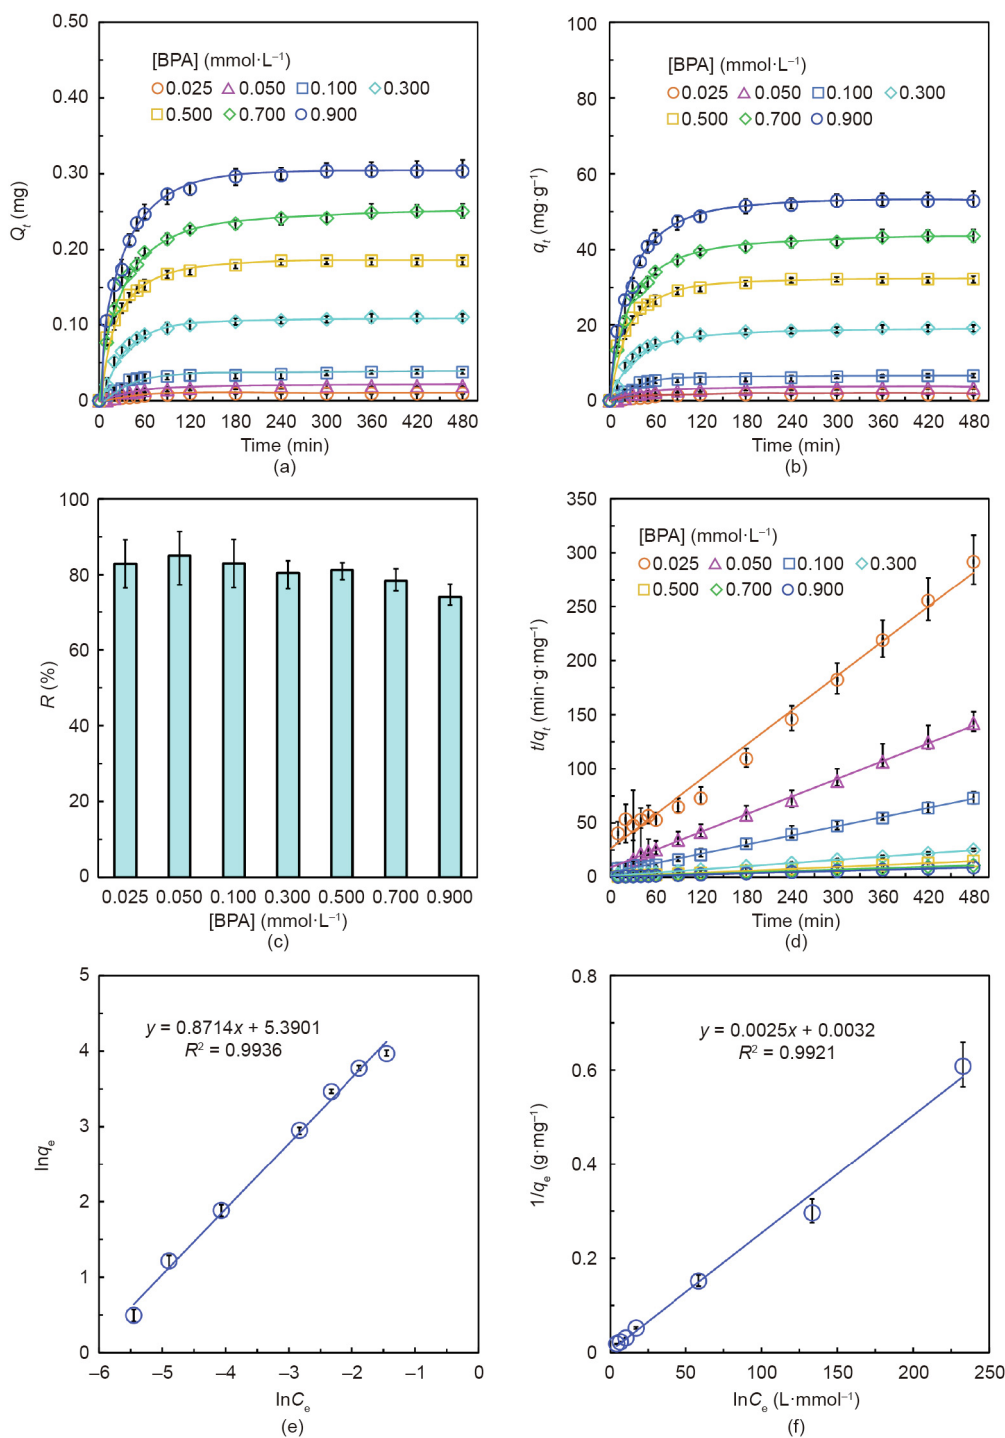 0.50
0.40
0.30
0.20
0.10
0
Qt (mg)
[BPA] (mmol·L–1)
0.025 0.050 0.100 0.300
0.500 0.700 0.900
0 60 120 180 240 300 360 420 480
Time (min)
(a)
100
80
60
40
20
0
qt (mg·g–1)
[BPA] (mmol·L–1)
0.025 0.050 0.100 0.300
0.500 0.700 0.900
0 60 120 180 240 300 360 420 480
Time (min)
(b)
100
80
60
40
20
0
R (%)
0.025 0.050 0.100 0.300 0.500 0.700 0.900
[BPA] (mmol·L–1)
(c)
350
300
250
200
150
100
50
0
t/qt (min·g·mg–1)
[BPA] (mmol·L–1)
0.025 0.050 0.100 0.300
0.500 0.700 0.900
0 60 120 180 240 300 360 420 480
Time (min)
(d)
5
4
3
2
1
0
lnqe
y = 0.8714x + 5.3901
R2 = 0.9936
–6 –5 –4 –3 –2 –1 0
lnCe
(e)
0.8
0.6
0.4
0.2
0
1/qe (g·mg–1)
y = 0.0025x + 0.0032
R2 = 0.9921
0 50 100 150 200 250
lnCe (L·mmol–1)
(f)